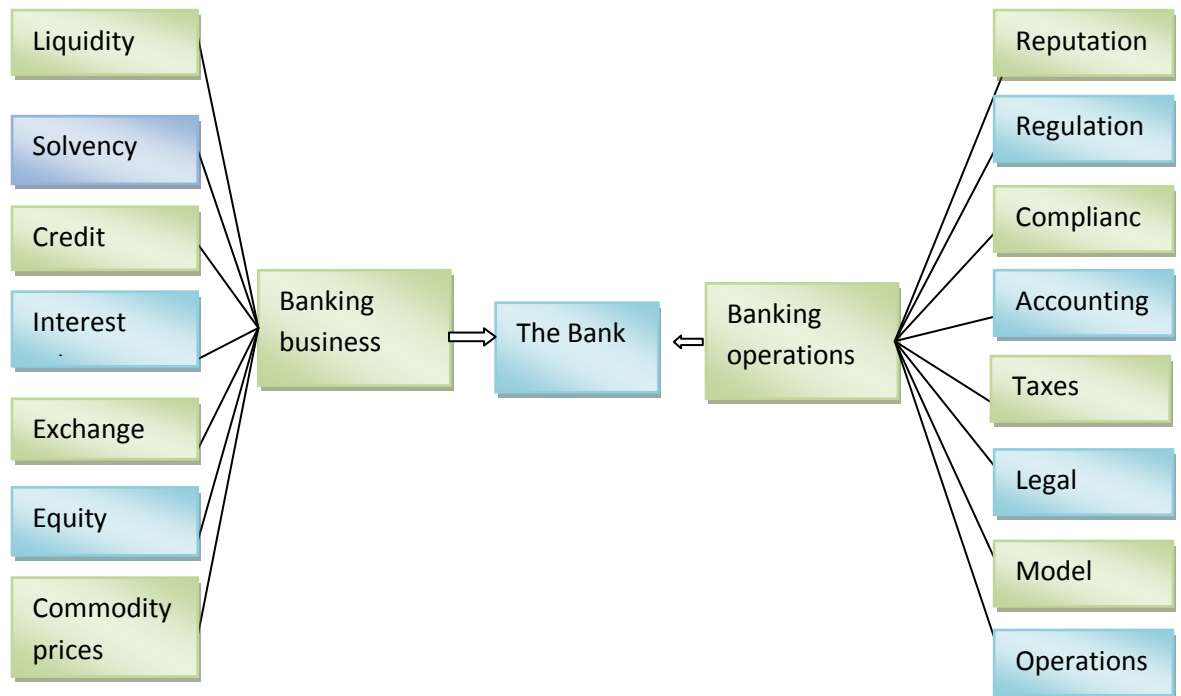 Liquidity
Solvency
Credit
Interest
Exchange
Equity
Commodity
prices
Banking
business
The Bank
Banking
operations
Reputation
Regulation
Complianc
Accounting
Taxes
Legal
Model
Operations